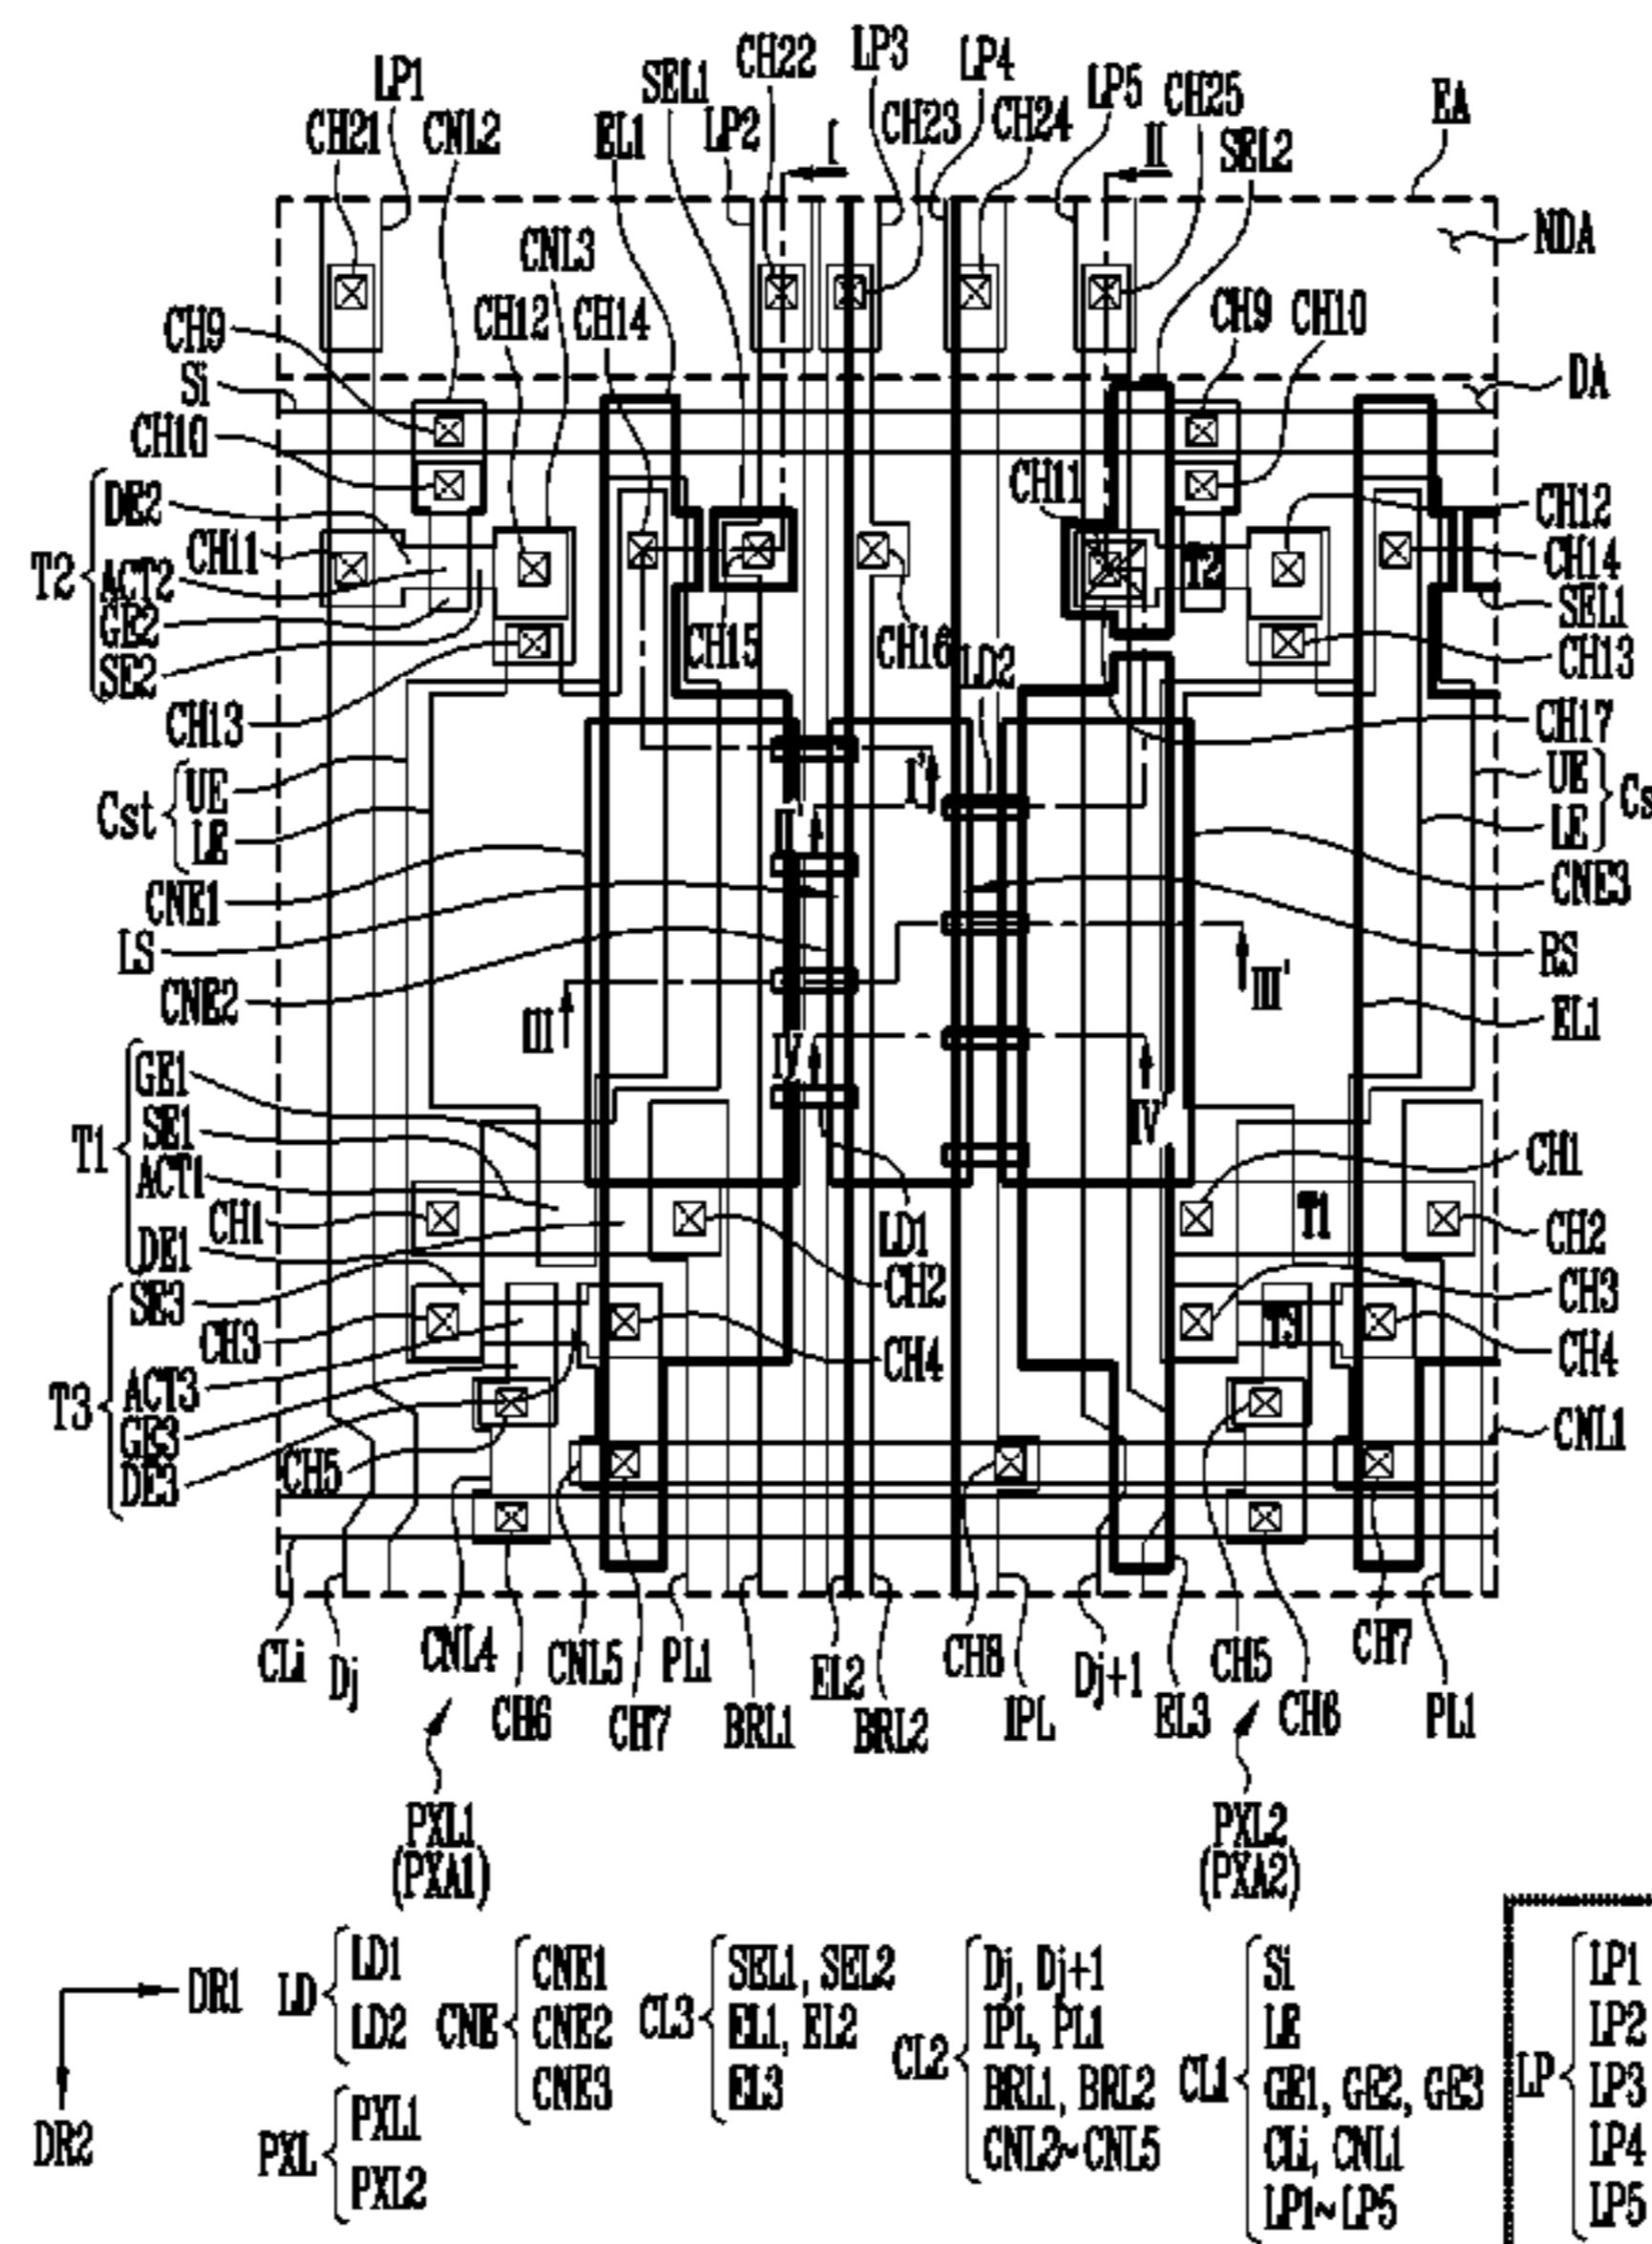 LP1
CH21
CNL2
EL1
SEL1
LP2
CH22
I
LP3
CH23
LP4
CH24
LP5
II
CH25
SEL2
EA
NDA
DA
CNL3
CH12
CH14
CH9
Si
CH10
T2
DE2
CH11
ACT2
GE2
SE2
CH13
CH15
CH16
LD2
CH11
CH9
CH10
T2
CH12
CH14
SEL1
CH13
CH17
Cst
UE
LE
UE
LE
Cs
CNE1
LS
CNE2
I'
II'
III
IV
III'
IV'
CNE3
RS
EL1
T1
GE1
SE1
ACT1
CH1
DE1
T3
SE3
CH3
ACT3
GE3
DE3
CH5
LD1
CH2
CH4
T1
T3
CH1
CH2
CH3
CH4
CNL1
CLi
Dj
CNL4
CH6
CNL5
CH7
PL1
BRL1
EL2
BRL2
CH8
IPL
Dj+1
EL3
CH5
CH6
CH7
PL1
PXL1
(PXA1)
PXL2
(PXA2)
DR1
DR2
LD
LD1
LD2
PXL
PXL1
PXL2
CNE
CNE1
CNE2
CNE3
CL3
SEL1, SEL2
EL1, EL2
EL3
CL2
Dj, Dj+1
IPL, PL1
BRL1, BRL2
CNL2~CNL5
CL1
Si
LE
GE1, GE2, GE3
CLi, CNL1
LP1~LP5
LP
LP1
LP2
LP3
LP4
LP5